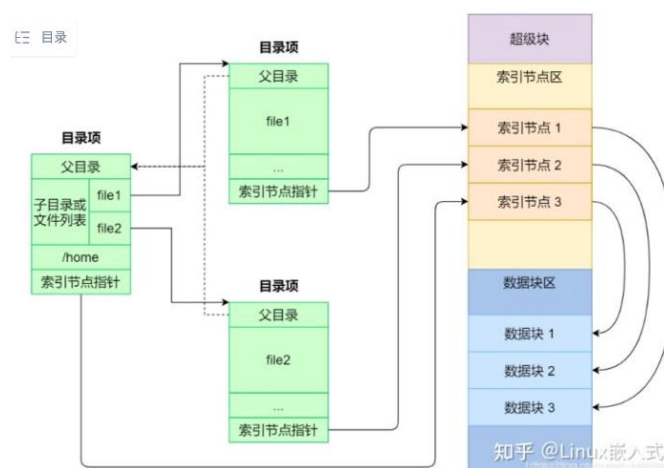 目录
目录项
父目录
子目录或
文件列表
file1
file2
/home
索引节点指针
目录项
父目录
file1
...
索引节点指针
目录项
父目录
file2
...
索引节点指针
超级块
索引节点区
索引节点 1
索引节点 2
索引节点 3
数据块区
数据块 1
数据块 2
数据块 3
知乎 @Linux嵌入式